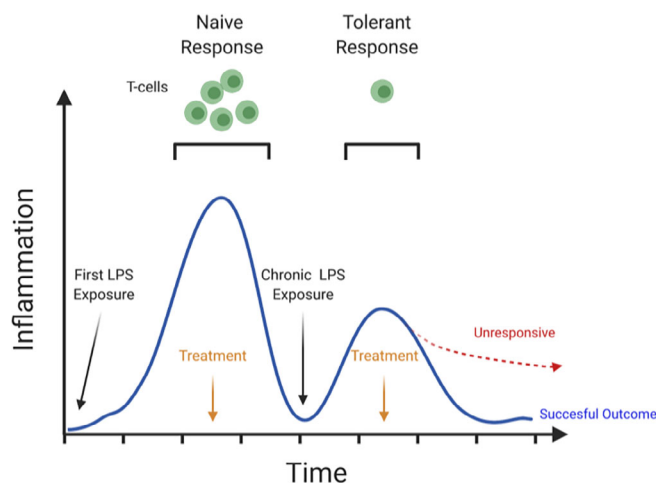 Naive
Response
Tolerant
Response
T-cells
Inflammation
First LPS
Exposure
Chronic LPS
Exposure
Treatment
Treatment
Unresponsive
Succesful Outcome
Time